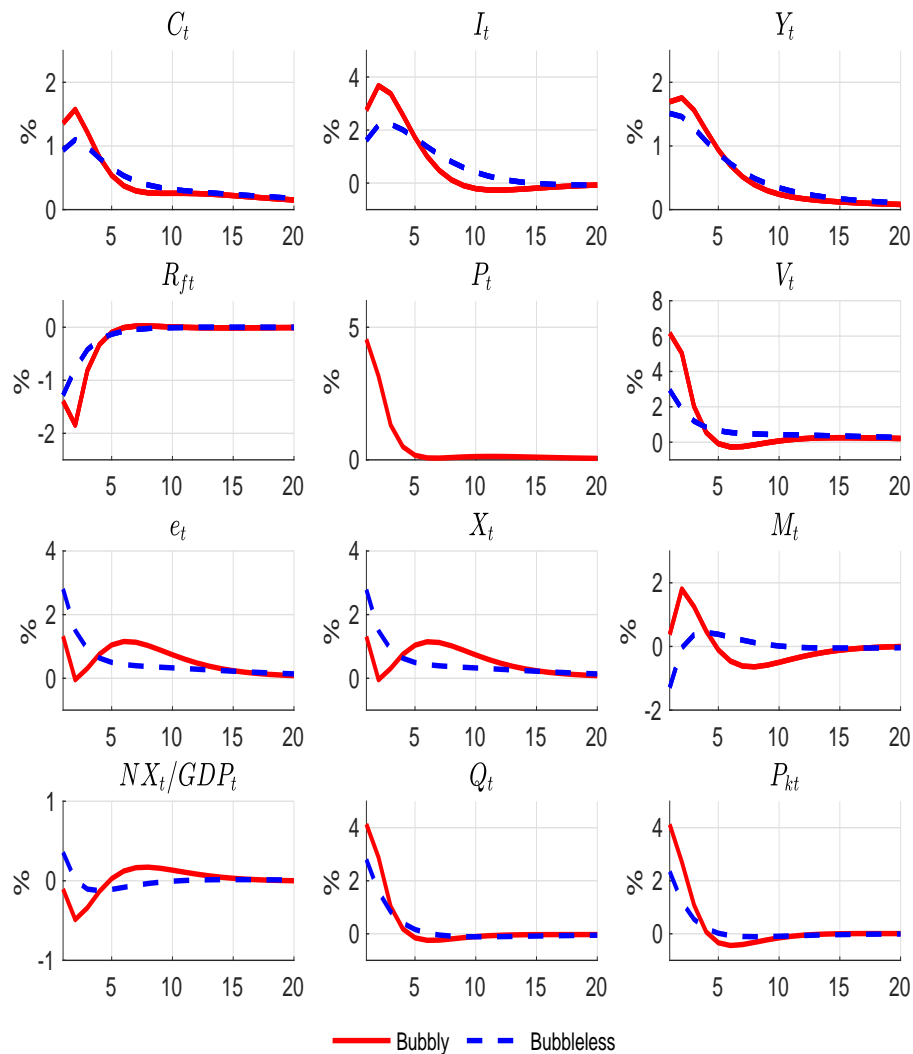 C_t I_t Y_t
2 4 2
% 1 % 2 % 1
0 0 0
5 10 15 20 5 10 15 20 5 10 15 20
R_{ft} P_t V_t
0 5 8
% -1 % 6
-2 0 % 4
2
0
5 10 15 20 5 10 15 20 5 10 15 20
e_t X_t M_t
4 4 2
% 2 % 2 % 0
0 0 -2
5 10 15 20 5 10 15 20 5 10 15 20
NX_t/GDP_t Q_t P_{kt}
1 4 4
% 0 % 2 % 2
-1 0 0
5 10 15 20 5 10 15 20 5 10 15 20
Bubbly Bubbleless